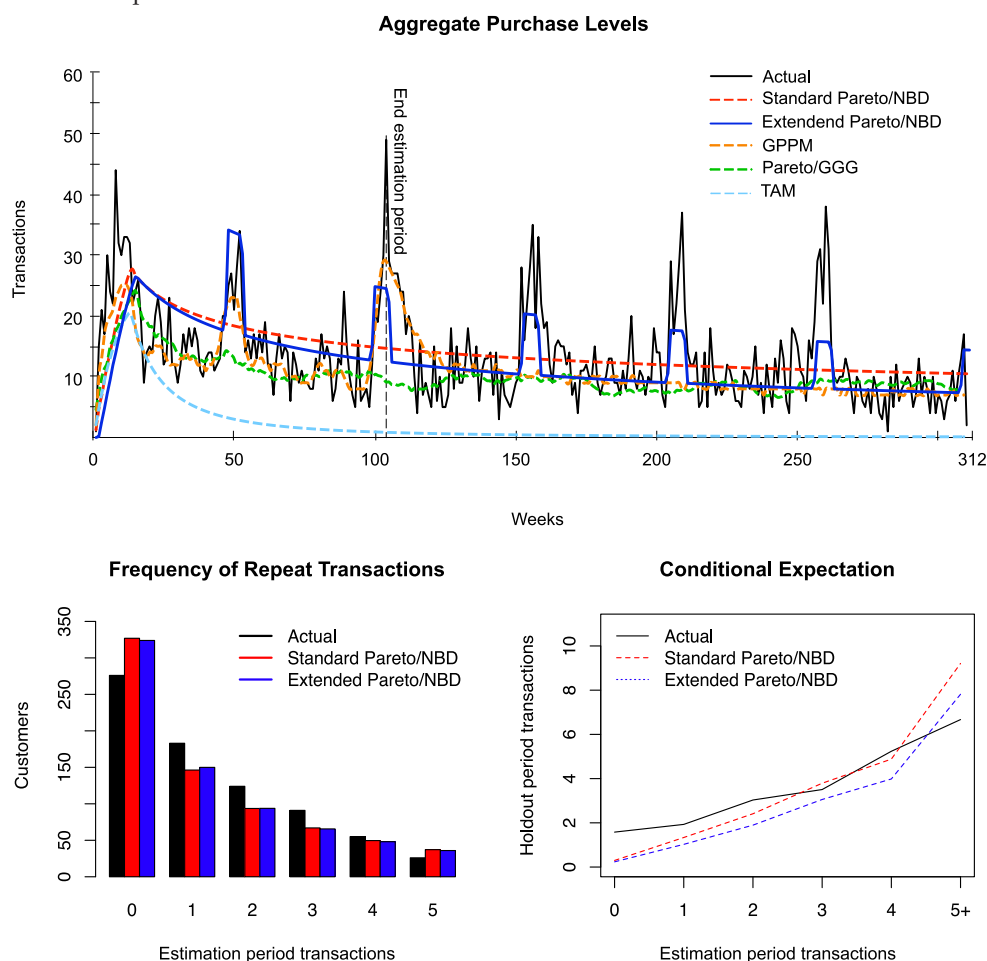 Aggregate Purchase Levels
60
50
40
30
20
10
Transactions
End estimation period
Actual
Standard Pareto/NBD
Extendend Pareto/NBD
GPPM
Pareto/GGG
TAM
0
50
100
150
200
250
312
Weeks
Frequency of Repeat Transactions
350
250
150
50
0
Customers
Actual
Standard Pareto/NBD
Extended Pareto/NBD
0
1
2
3
4
5
Estimation period transactions
Conditional Expectation
10
8
6
4
2
0
Holdout period transactions
Actual
Standard Pareto/NBD
Extended Pareto/NBD
0
1
2
3
4
5+
Estimation period transactions